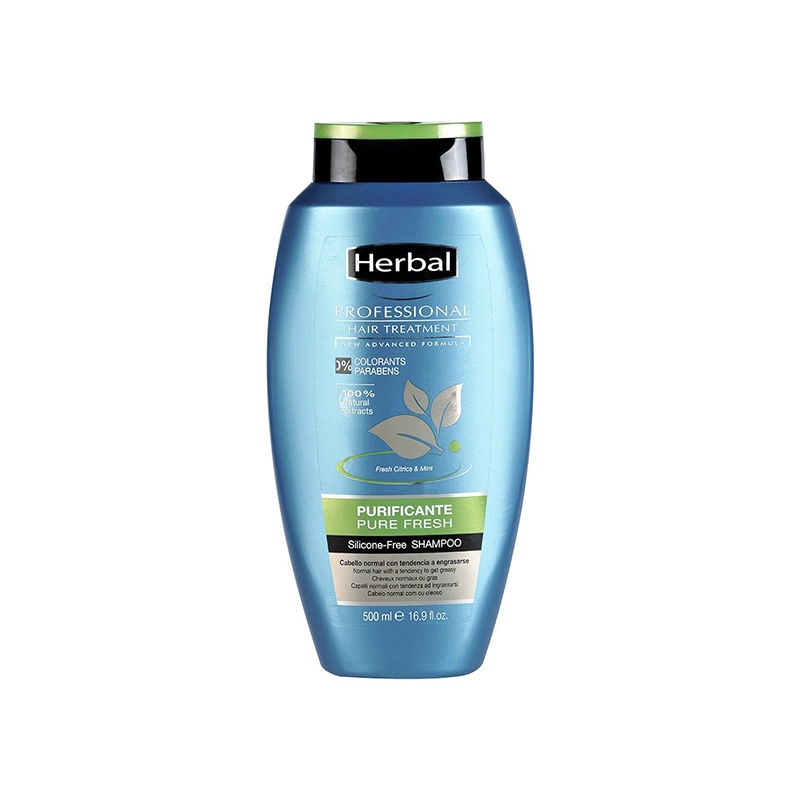 Herbal
PROFESSIONAL
HAIR TREATMENT
NEW ADVANCED FORMULA
0% COLORANTS
PARABENS
100%
natural
extracts
Fresh Citrics & Mint
PURIFICANTE
PURE FRESH
Silicone-Free SHAMPOO
Cabello normal con tendencia a engrasarse
Normal hair with a tendency to get greasy
Cheveux normaux ou gras
Capelli normali con tendenza ad ingrassarsi
Cabelo normal com ou oleoso
500 ml ℮ 16.9 fl.oz.